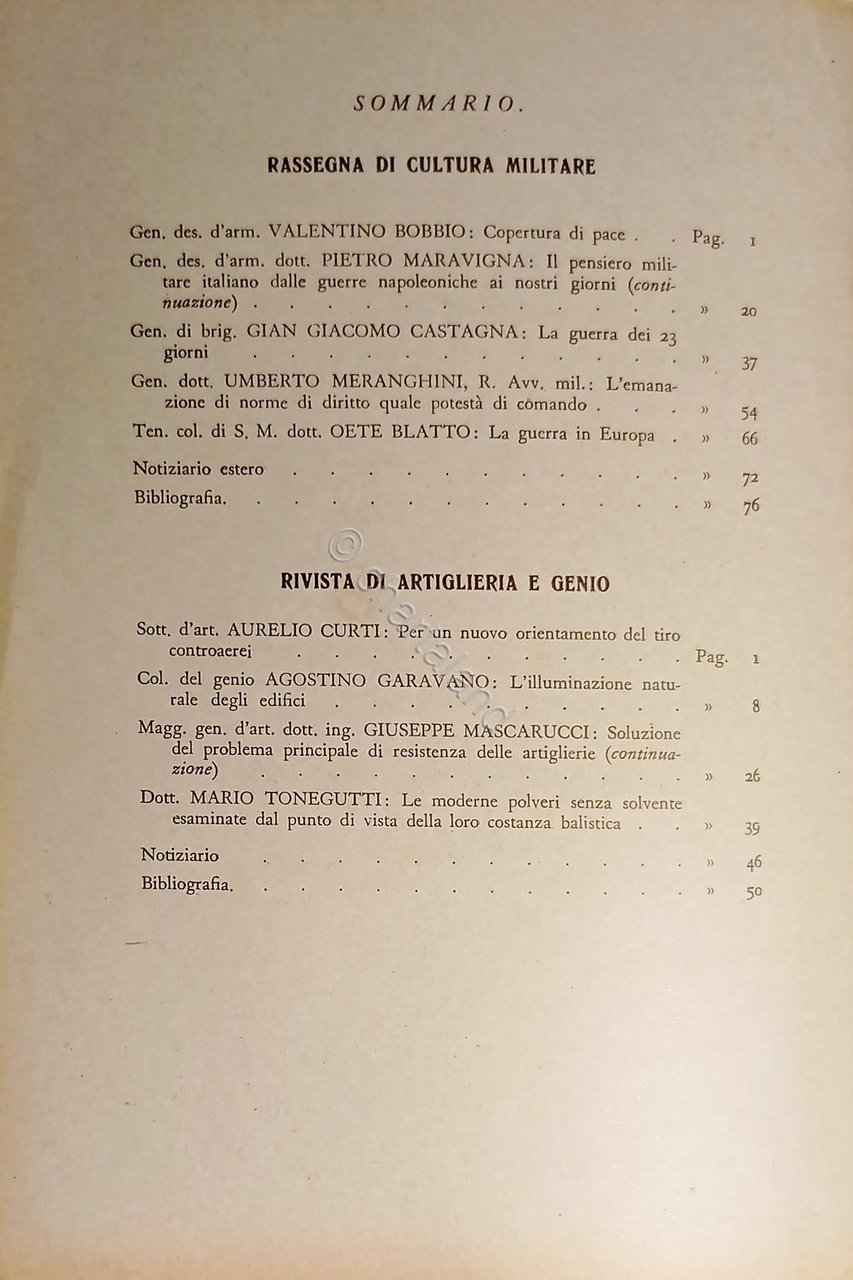 SOMMARIO.
RASSEGNA DI CULTURA MILITARE
Gen. des. d'arm. VALENTINO BOBBIO: Copertura di pace . . Pag. 1
Gen. des. d'arm. dott. PIETRO MARAVIGNA: Il pensiero mili-
tare italiano dalle guerre napoleoniche ai nostri giorni (conti-
nuazione) . . . . . . . . . . . » 20
Gen. di brig. GIAN GIACOMO CASTAGNA: La guerra dei 23
giorni . . . . . . . . . . . . » 37
Gen. dott. UMBERTO MERANGHINI, R. Avv. mil.: L'emana-
zione di norme di diritto quale potestà di comando . . . » 54
Ten. col. di S. M. dott. OETE BLATTO: La guerra in Europa . » 66
Notiziario estero . . . . . . . . . . » 72
Bibliografia. . . . . . . . . . . . » 76
RIVISTA DI ARTIGLIERIA E GENIO
Sott. d'art. AURELIO CURTI: Per un nuovo orientamento del tiro
controaerei . . . . . . . . . . . Pag. 1
Col. del genio AGOSTINO GARAVANO: L'illuminazione natu-
rale degli edifici . . . . . . . . . . » 8
Magg. gen. d'art. dott. ing. GIUSEPPE MASCARUCCI: Soluzione
del problema principale di resistenza delle artiglierie (continua-
zione) . . . . . . . . . . . . » 26
Dott. MARIO TONEGUTTI: Le moderne polveri senza solvente
esaminate dal punto di vista della loro costanza balistica . . » 39
Notiziario . . . . . . . . . . . . » 46
Bibliografia. . . . . . . . . . . . » 50